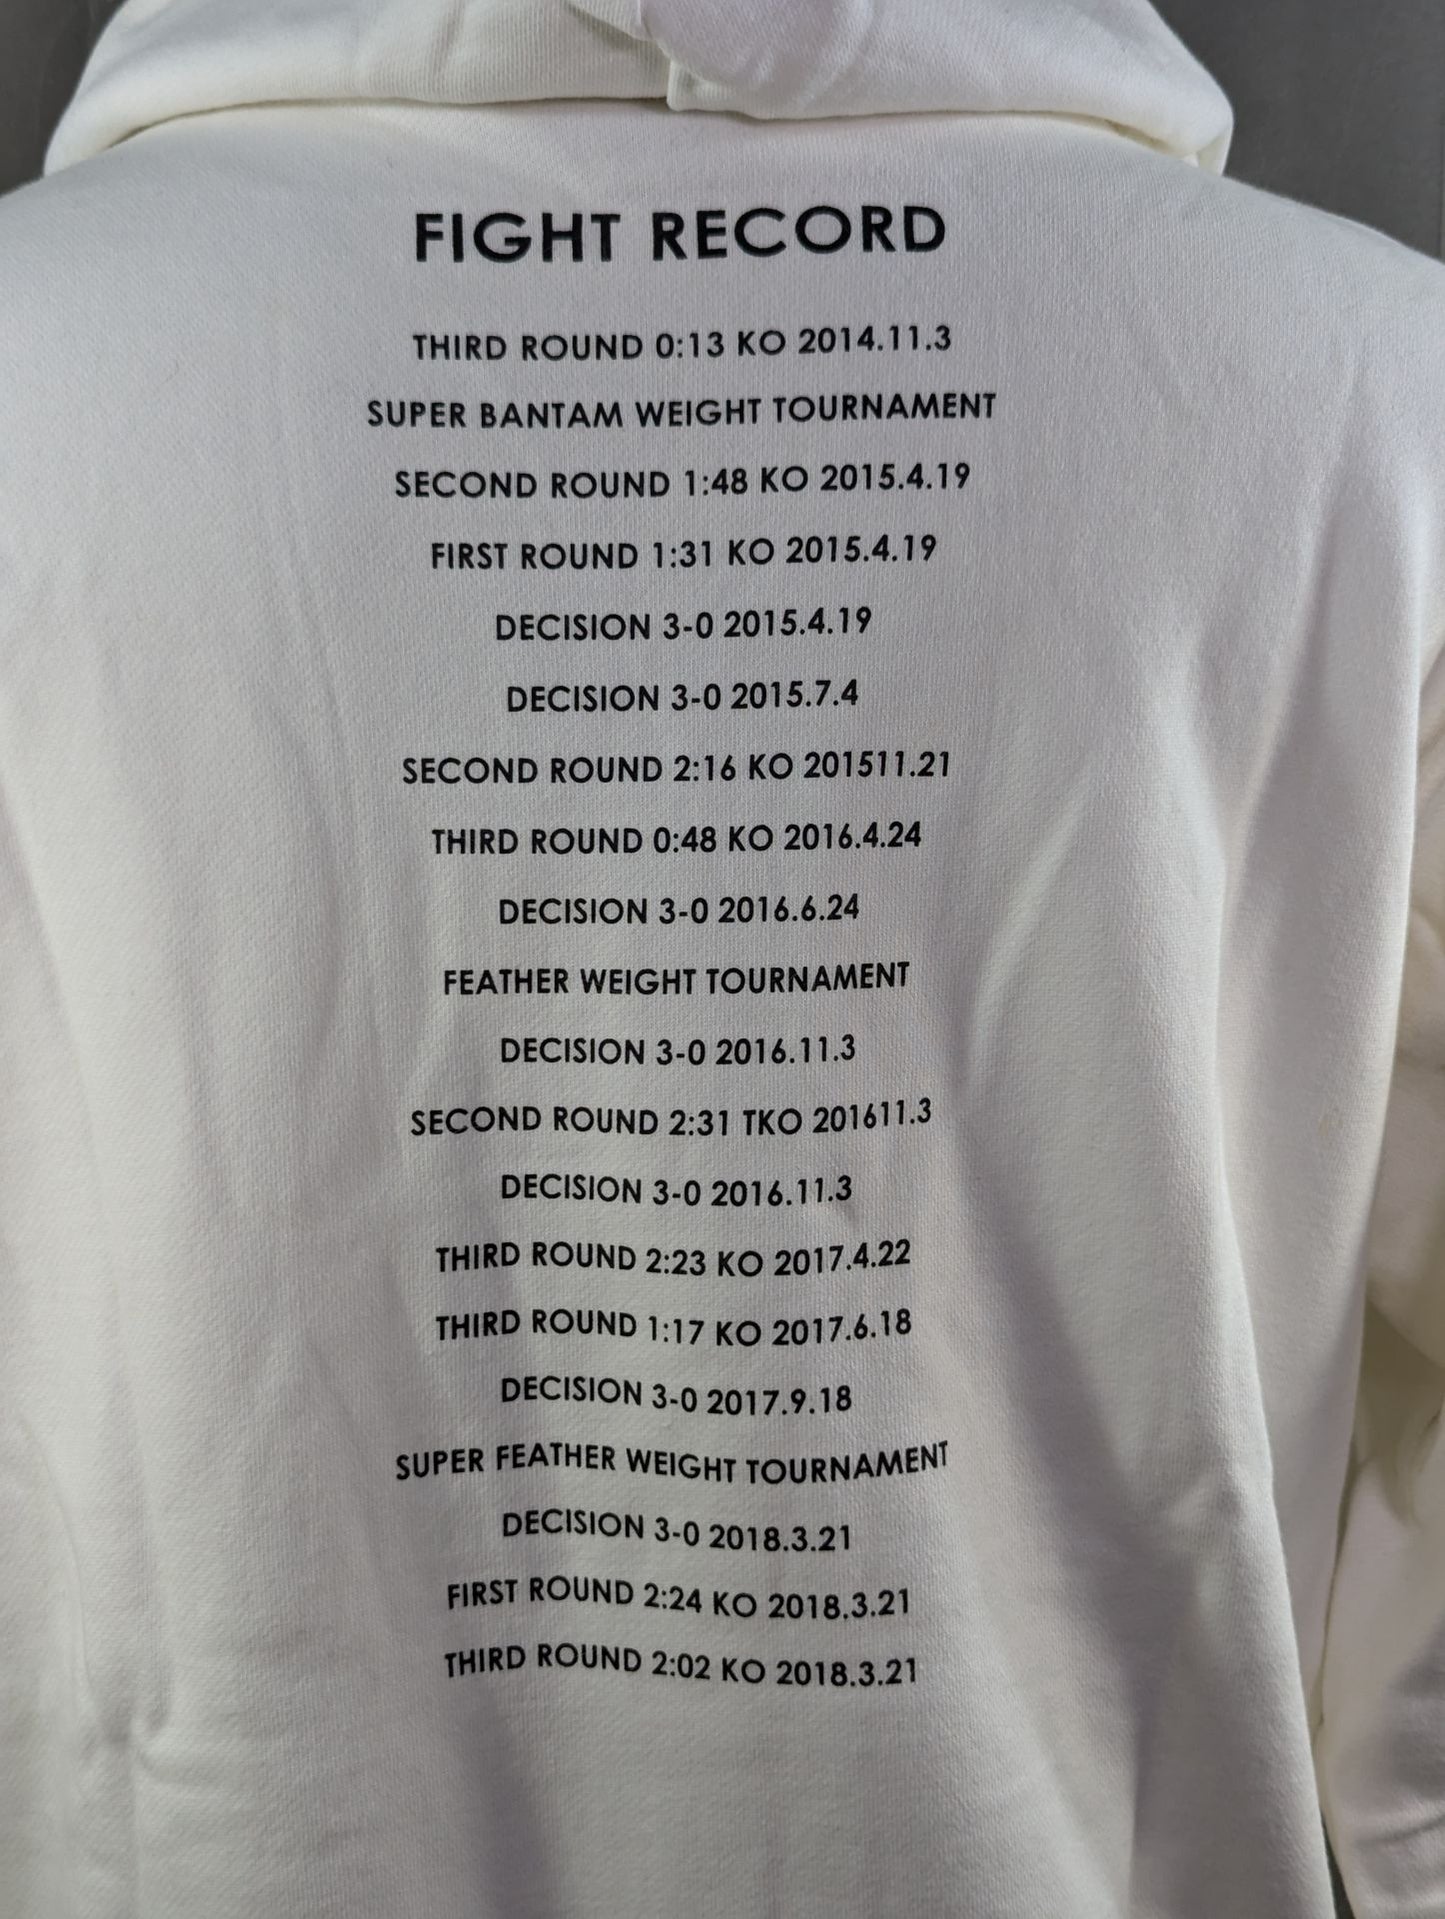 FIGHT RECORD
THIRD ROUND 0:13 KO 2014.11.3
SUPER BANTAM WEIGHT TOURNAMENT
SECOND ROUND 1:48 KO 2015.4.19
FIRST ROUND 1:31 KO 2015.4.19
DECISION 3-0 2015.4.19
DECISION 3-0 2015.7.4
SECOND ROUND 2:16 KO 201511.21
THIRD ROUND 0:48 KO 2016.4.24
DECISION 3-0 2016.6.24
FEATHER WEIGHT TOURNAMENT
DECISION 3-0 2016.11.3
SECOND ROUND 2:31 TKO 201611.3
DECISION 3-0 2016.11.3
THIRD ROUND 2:23 KO 2017.4.22
THIRD ROUND 1:17 KO 2017.6.18
DECISION 3-0 2017.9.18
SUPER FEATHER WEIGHT TOURNAMENT
DECISION 3-0 2018.3.21
FIRST ROUND 2:24 KO 2018.3.21
THIRD ROUND 2:02 KO 2018.3.21